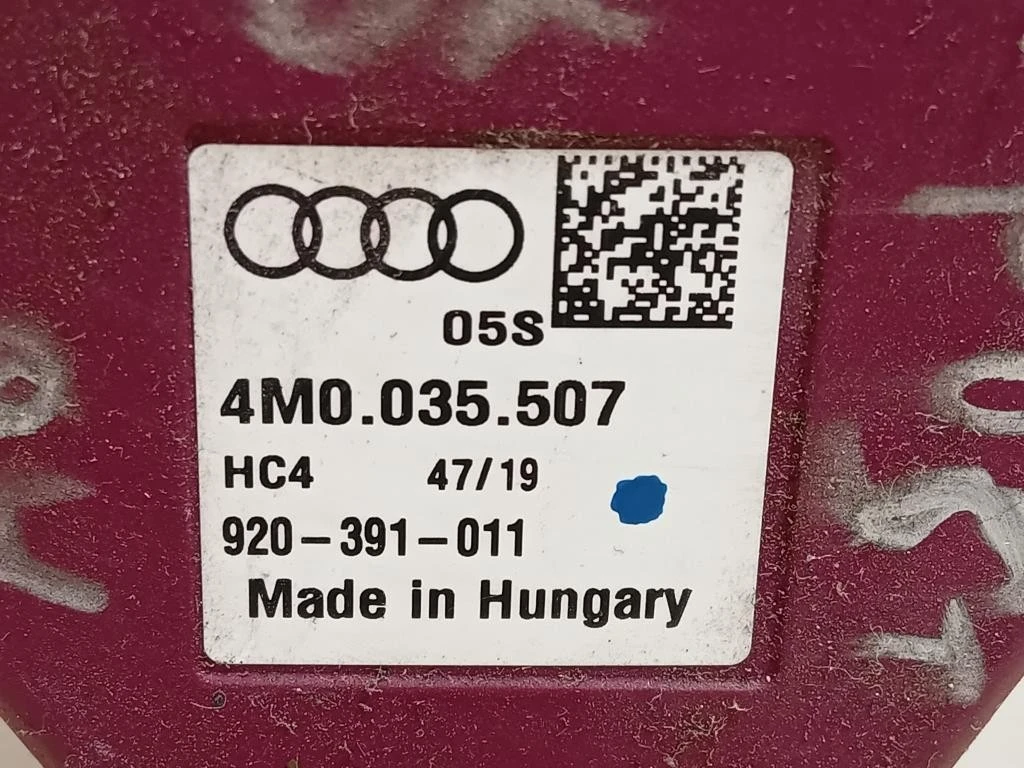 05S
4M0.035.507
HC4 47/19
920-391-011
Made in Hungary